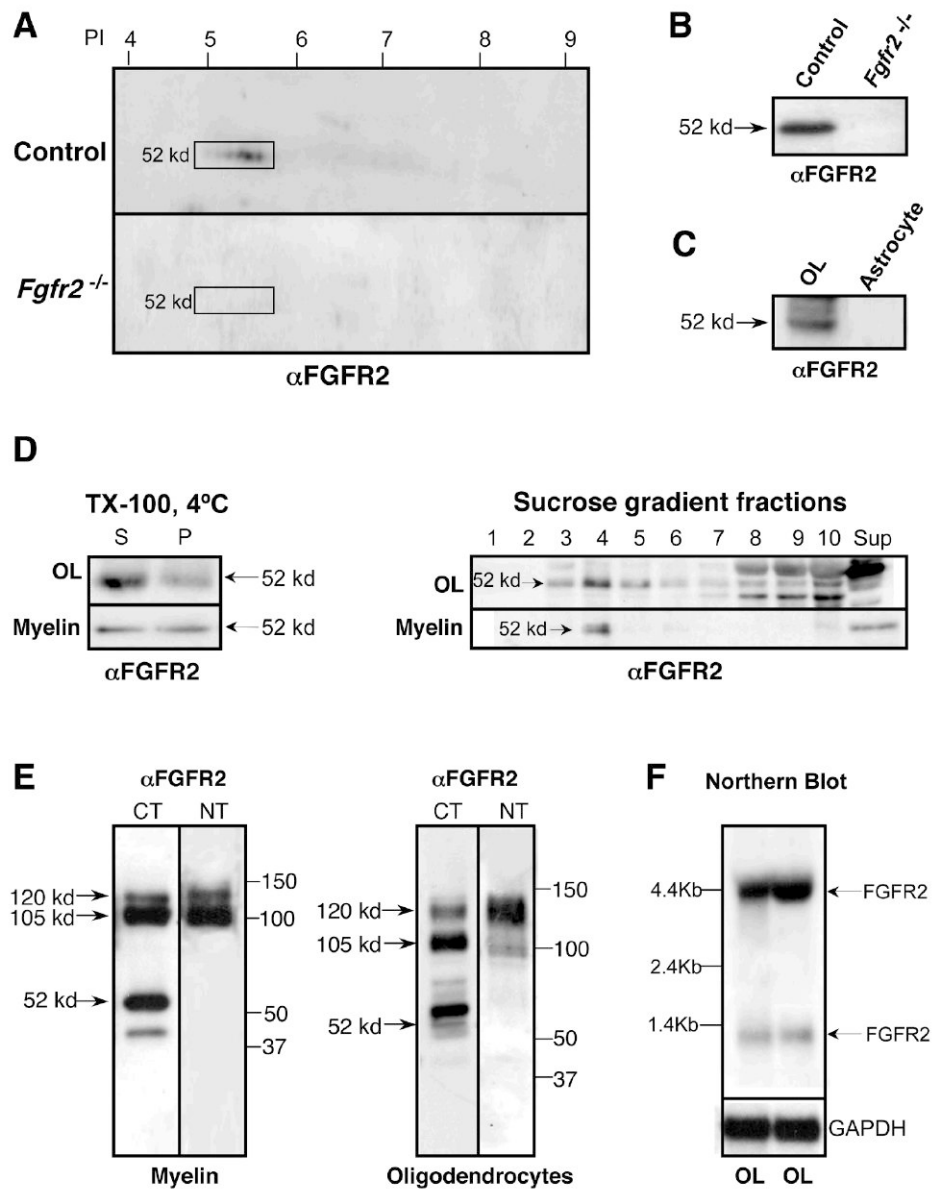 A
PI 4 5 6 7 8 9
Control
52 kd
Fgfr2 -/-
52 kd
αFGFR2
B
Control Fgfr2 -/-
52 kd
αFGFR2
C
OL Astrocyte
52 kd
αFGFR2
D
TX-100, 4ºC
S P
OL 52 kd
Myelin 52 kd
αFGFR2
Sucrose gradient fractions
1 2 3 4 5 6 7 8 9 10 Sup
OL 52 kd
Myelin 52 kd
αFGFR2
E
αFGFR2
CT NT
120 kd
105 kd
52 kd
150
100
50
37
Myelin
αFGFR2
CT NT
120 kd
105 kd
52 kd
150
100
50
37
Oligodendrocytes
F Northern Blot
4.4Kb FGFR2
2.4Kb
1.4Kb FGFR2
GAPDH
OL OL